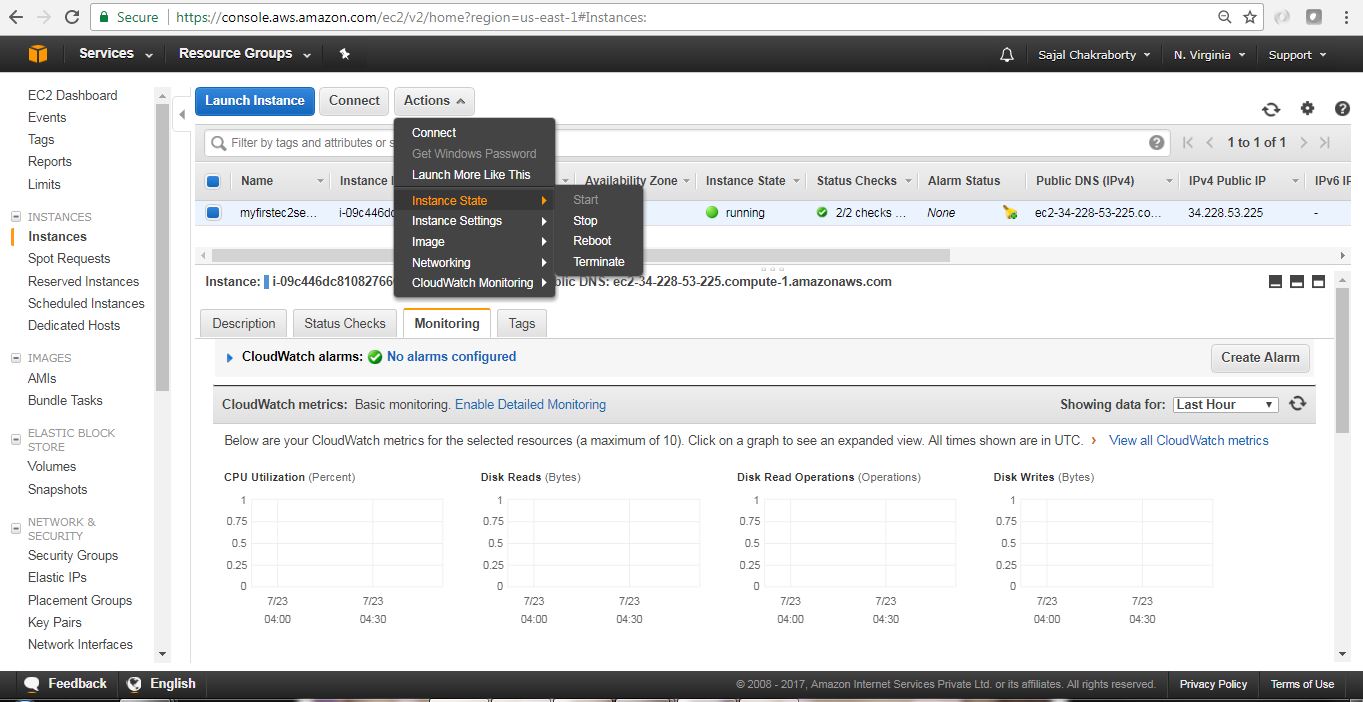 Secure | https://console.aws.amazon.com/ec2/v2/home?region=us-east-1#Instances:
Services Resource Groups Sajal Chakraborty N. Virginia Support
EC2 Dashboard
Events
Tags
Reports
Limits
INSTANCES
Instances
Spot Requests
Reserved Instances
Scheduled Instances
Dedicated Hosts
IMAGES
AMIs
Bundle Tasks
ELASTIC BLOCK
STORE
Volumes
Snapshots
NETWORK &
SECURITY
Security Groups
Elastic IPs
Placement Groups
Key Pairs
Network Interfaces
Launch Instance Connect Actions
Connect
Get Windows Password
Launch More Like This
Instance State
Instance Settings
Image
Networking
CloudWatch Monitoring
Start
Stop
Reboot
Terminate
Filter by tags and attributes or s 1 to 1 of 1
Name Instance Availability Zone Instance State Status Checks Alarm Status Public DNS (IPv4) IPv4 Public IP IPv6 IP
myfirstec2se... i-09c446dc running 2/2 checks ... None ec2-34-228-53-225.co... 34.228.53.225 -
Instance: i-09c446dc81082766 blic DNS: ec2-34-228-53-225.compute-1.amazonaws.com
Description Status Checks Monitoring Tags
CloudWatch alarms: No alarms configured Create Alarm
CloudWatch metrics: Basic monitoring. Enable Detailed Monitoring Showing data for: Last Hour
Below are your CloudWatch metrics for the selected resources (a maximum of 10). Click on a graph to see an expanded view. All times shown are in UTC. › View all CloudWatch metrics
CPU Utilization (Percent)
1
0.75
0.5
0.25
0
7/23 7/23
04:00 04:30
Disk Reads (Bytes)
1
0.75
0.5
0.25
0
7/23 7/23
04:00 04:30
Disk Read Operations (Operations)
1
0.75
0.5
0.25
0
7/23 7/23
04:00 04:30
Disk Writes (Bytes)
1
0.75
0.5
0.25
0
7/23 7/23
04:00 04:30
Feedback English © 2008 - 2017, Amazon Internet Services Private Ltd. or its affiliates. All rights reserved. Privacy Policy Terms of Use